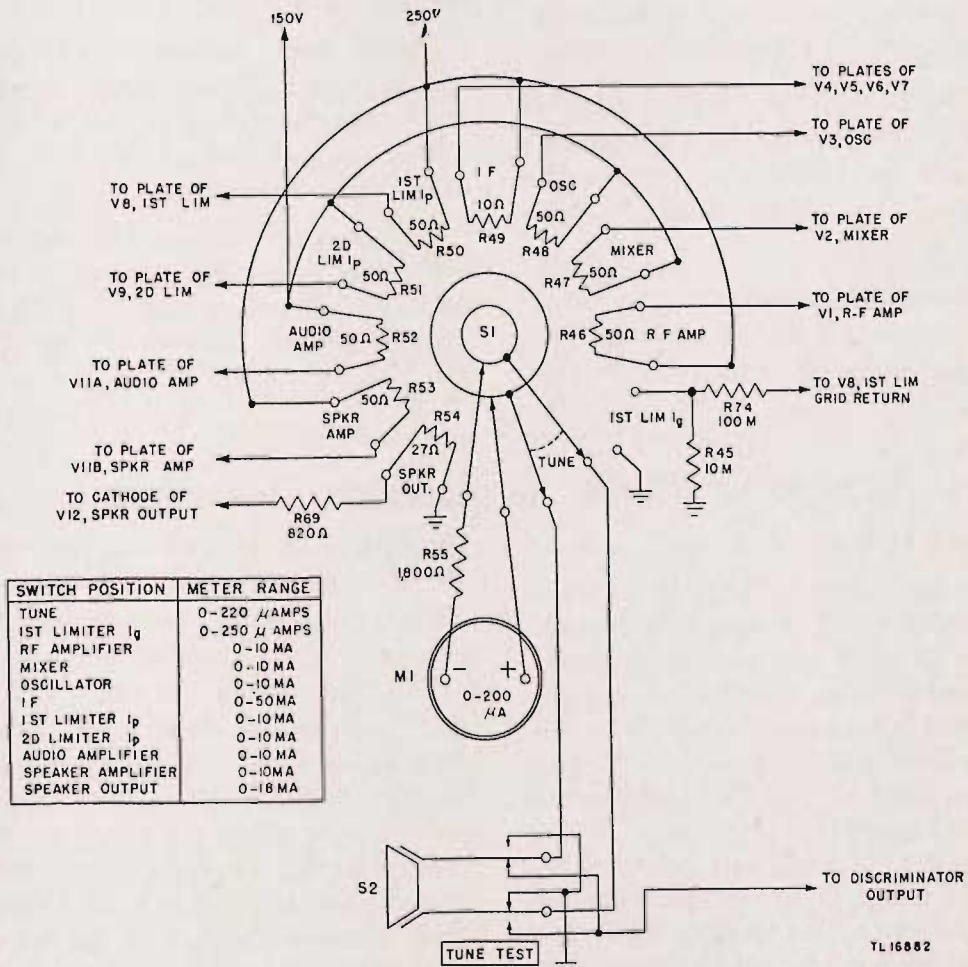 150V
250V
TO PLATES OF
V4, V5, V6, V7
TO PLATE OF
V3, OSC
TO PLATE OF
V8, 1ST LIM
1ST
LIM Ip
I F
OSC
10Ω
R49
50Ω
R50
50Ω
R48
TO PLATE OF
V2, MIXER
2D
LIM Ip
MIXER
50Ω
R51
R47
50Ω
TO PLATE OF
V9, 2D LIM
TO PLATE OF
V1, R-F AMP
AUDIO
AMP
50Ω
R52
S1
R46
50Ω
R F AMP
TO PLATE OF
V11A, AUDIO AMP
R53
50Ω
SPKR
AMP
R54
27Ω
SPKR
OUT.
1ST LIM Ig
R74
100 M
TO V8, 1ST LIM
GRID RETURN
R45
10 M
TUNE
TO PLATE OF
V11B, SPKR AMP
TO CATHODE OF
V12, SPKR OUTPUT
R69
820Ω
R55
1,800Ω
SWITCH POSITION METER RANGE
TUNE 0-220 μAMPS
1ST LIMITER Ig 0-250 μ AMPS
RF AMPLIFIER 0-10 MA
MIXER 0-10 MA
OSCILLATOR 0-10 MA
I F 0-50 MA
1ST LIMITER Ip 0-10 MA
2D LIMITER Ip 0-10 MA
AUDIO AMPLIFIER 0-10 MA
SPEAKER AMPLIFIER 0-10MA
SPEAKER OUTPUT 0-18 MA
M1
- +
0-200
μA
S2
TO DISCRIMINATOR
OUTPUT
TUNE TEST
TL 16882